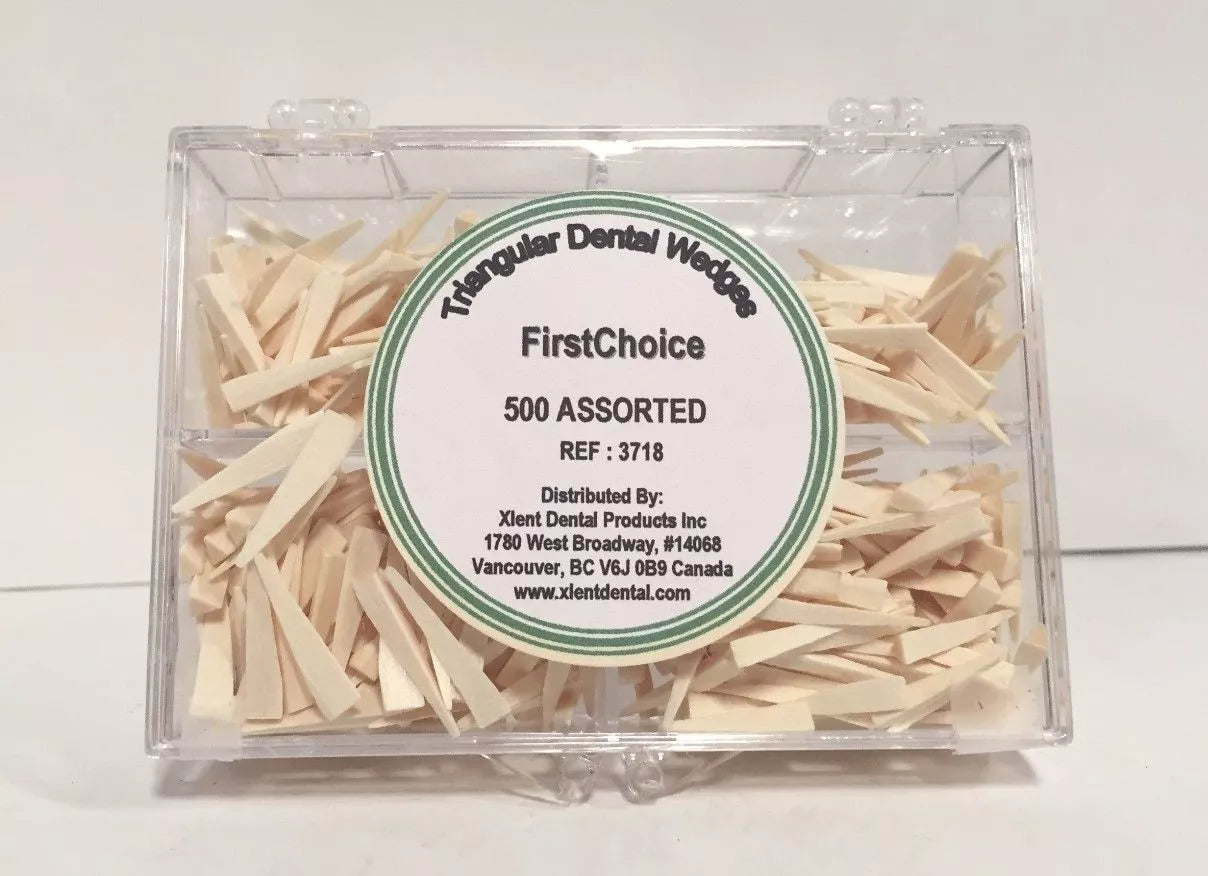 Triangular Dental Wedges
FirstChoice
500 ASSORTED
REF : 3718
Distributed By:
Xlent Dental Products Inc
1780 West Broadway, #14068
Vancouver, BC V6J 0B9 Canada
www.xlentdental.com